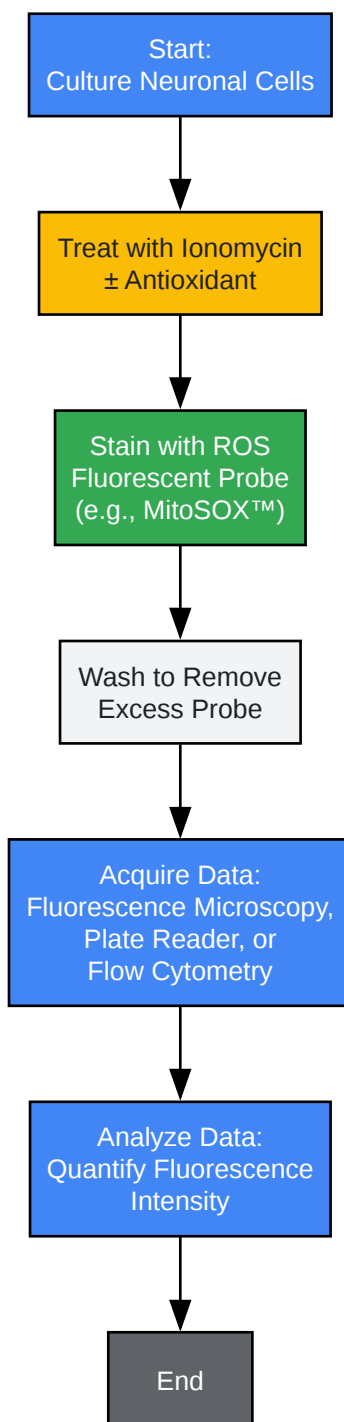 Start:
Culture Neuronal Cells
Treat with Ionomycin
± Antioxidant
Stain with ROS
Fluorescent Probe
(e.g., MitoSOX™)
Wash to Remove
Excess Probe
Acquire Data:
Fluorescence Microscopy,
Plate Reader, or
Flow Cytometry
Analyze Data:
Quantify Fluorescence
Intensity
End